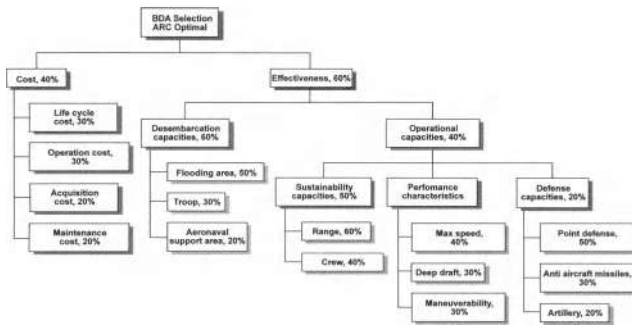 BDA Selection
ARC Optimal
Cost, 40%
Effectiveness, 60%
Life cycle
cost, 30%
Operation cost,
30%
Acquisition
cost, 20%
Maintenance
cost, 20%
Desembarcation
capacities, 60%
Flooding area, 50%
Troop, 30%
Aeronaval
support area, 20%
Operational
capacities, 40%
Sustainability
capacities, 50%
Range, 60%
Crew, 40%
Perfomance
characteristics
Max speed,
40%
Deep draft, 30%
Maneuverability,
30%
Defense
capacities, 20%
Point defense,
50%
Anti aircraft missiles,
30%
Artillery, 20%